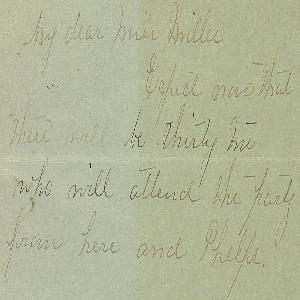 My dear Miss Miller
Expect now that
there will be thirty
who will attend the party
from here and Phelps.